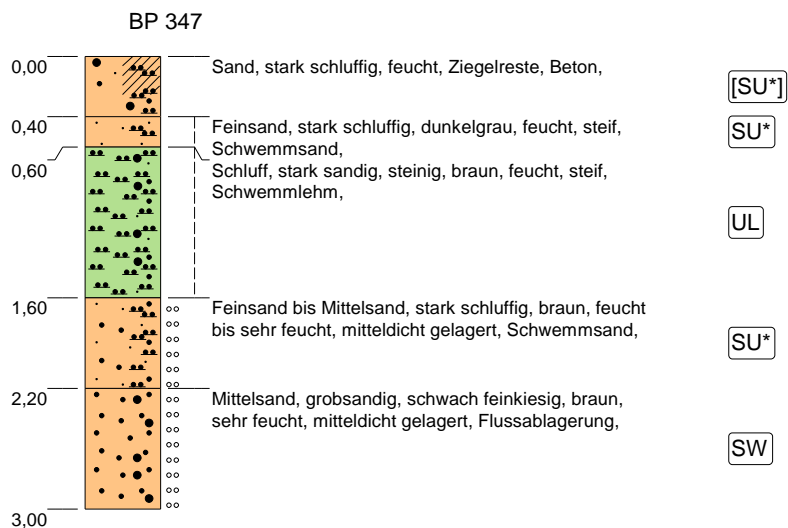 BP 347
0,00
Sand, stark schluffig, feucht, Ziegelreste, Beton,
[SU*]
0,40
Feinsand, stark schluffig, dunkelgrau, feucht, steif,
Schwemmsand,
SU*
0,60
Schluff, stark sandig, steinig, braun, feucht, steif,
Schwemmlehm,
UL
1,60
Feinsand bis Mittelsand, stark schluffig, braun, feucht
bis sehr feucht, mitteldicht gelagert, Schwemmsand,
SU*
2,20
Mittelsand, grobsandig, schwach feinkiesig, braun,
sehr feucht, mitteldicht gelagert, Flussablagerung,
SW
3,00